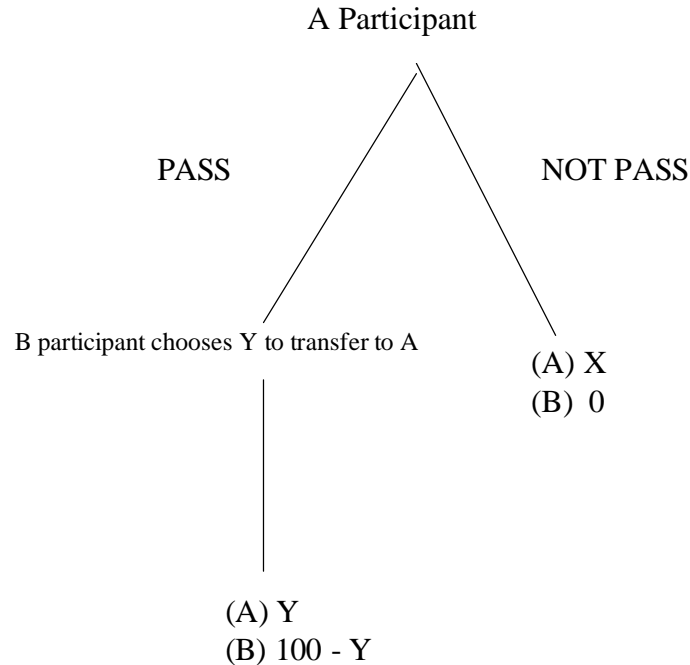 A Participant
PASS
NOT PASS
B participant chooses Y to transfer to A
(A) X
(B) 0
(A) Y
(B) 100 - Y